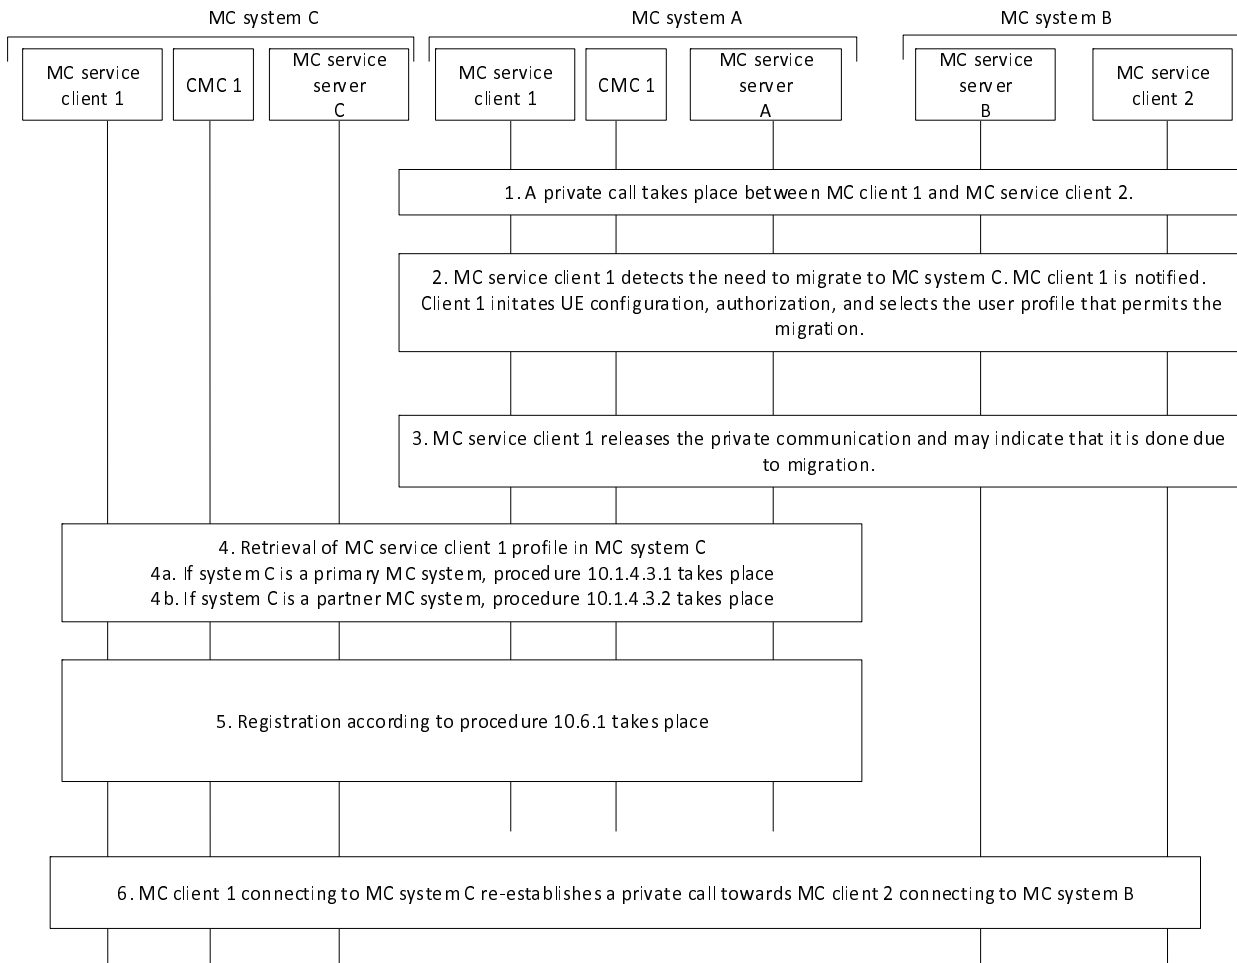 MC system C
MC system A
MC system B
MC service
client 1
CMC 1
MC service
server
C
MC service
client 1
CMC 1
MC service
server
A
MC service
server
B
MC service
client 2
1. A private call takes place between MC client 1 and MC service client 2.
2. MC service client 1 detects the need to migrate to MC system C. MC client 1 is notified.
Client 1 initates UE configuration, authorization, and selects the user profile that permits the
migration.
3. MC service client 1 releases the private communication and may indicate that it is done due
to migration.
4. Retrieval of MC service client 1 profile in MC system C
4a. If system C is a primary MC system, procedure 10.1.4.3.1 takes place
4b. If system C is a partner MC system, procedure 10.1.4.3.2 takes place
5. Registration according to procedure 10.6.1 takes place
6. MC client 1 connecting to MC system C re-establishes a private call towards MC client 2 connecting to MC system B